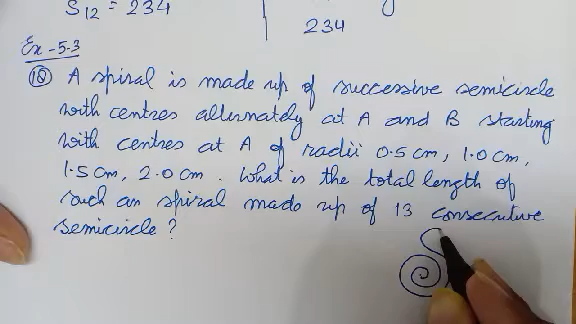 S12 = 234
234
Ex-5.3
18 A spiral is made up of successive semicircle
with centres alternately at A and B starting
with centres at A of radii 0.5 cm, 1.0 cm,
1.5 cm, 2.0 cm. What is the total length of
such an spiral made up of 13 consecutive
semicircle?